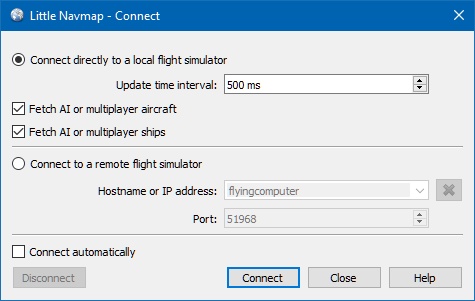 Little Navmap - Connect
Connect directly to a local flight simulator
Update time interval: 500 ms
Fetch AI or multiplayer aircraft
Fetch AI or multiplayer ships
Connect to a remote flight simulator
Hostname or IP address: flyingcomputer
Port: 51968
Connect automatically
Disconnect Connect Close Help